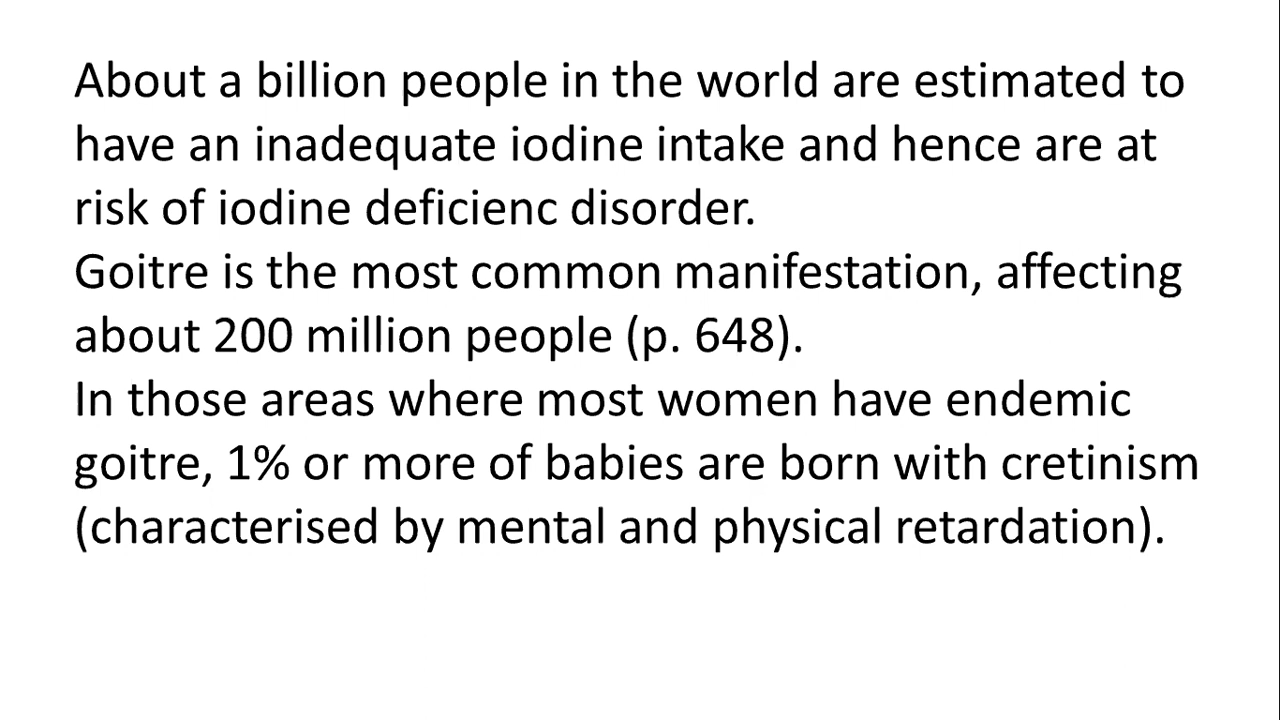 About a billion people in the world are estimated to
have an inadequate iodine intake and hence are at
risk of iodine deficienc disorder.
Goitre is the most common manifestation, affecting
about 200 million people (p. 648).
In those areas where most women have endemic
goitre, 1% or more of babies are born with cretinism
(characterised by mental and physical retardation).